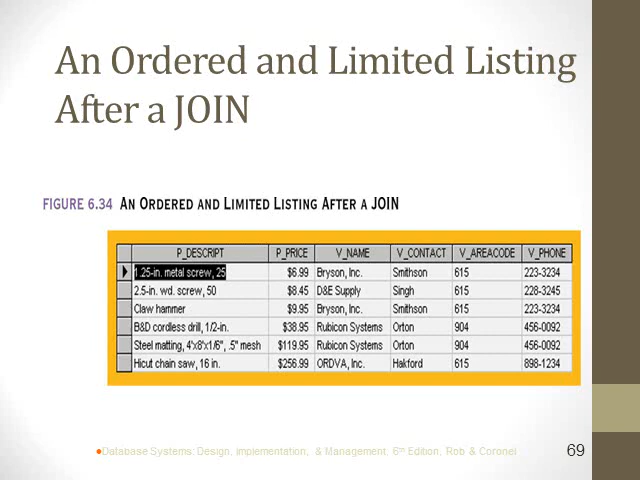 An Ordered and Limited Listing
After a JOIN
FIGURE 6.34 AN ORDERED AND LIMITED LISTING AFTER A JOIN
P_DESCRIPT P_PRICE V_NAME V_CONTACT V_AREACODE V_PHONE
1.25-in. metal screw, 25 $6.99 Bryson, Inc. Smithson 615 223-3234
2.5-in. wd. screw, 50 $8.45 D&E Supply Singh 615 228-3245
Claw hammer $9.95 Bryson, Inc. Smithson 615 223-3234
B&D cordless drill, 1/2-in. $38.95 Rubicon Systems Orton 904 456-0092
Steel matting, 4'x8'x1/6", .5" mesh $119.95 Rubicon Systems Orton 904 456-0092
Hicut chain saw, 16 in. $256.99 ORDVA, Inc. Hakford 615 898-1234
•Database Systems: Design, Implementation, & Management, 6th Edition, Rob & Coronel
69